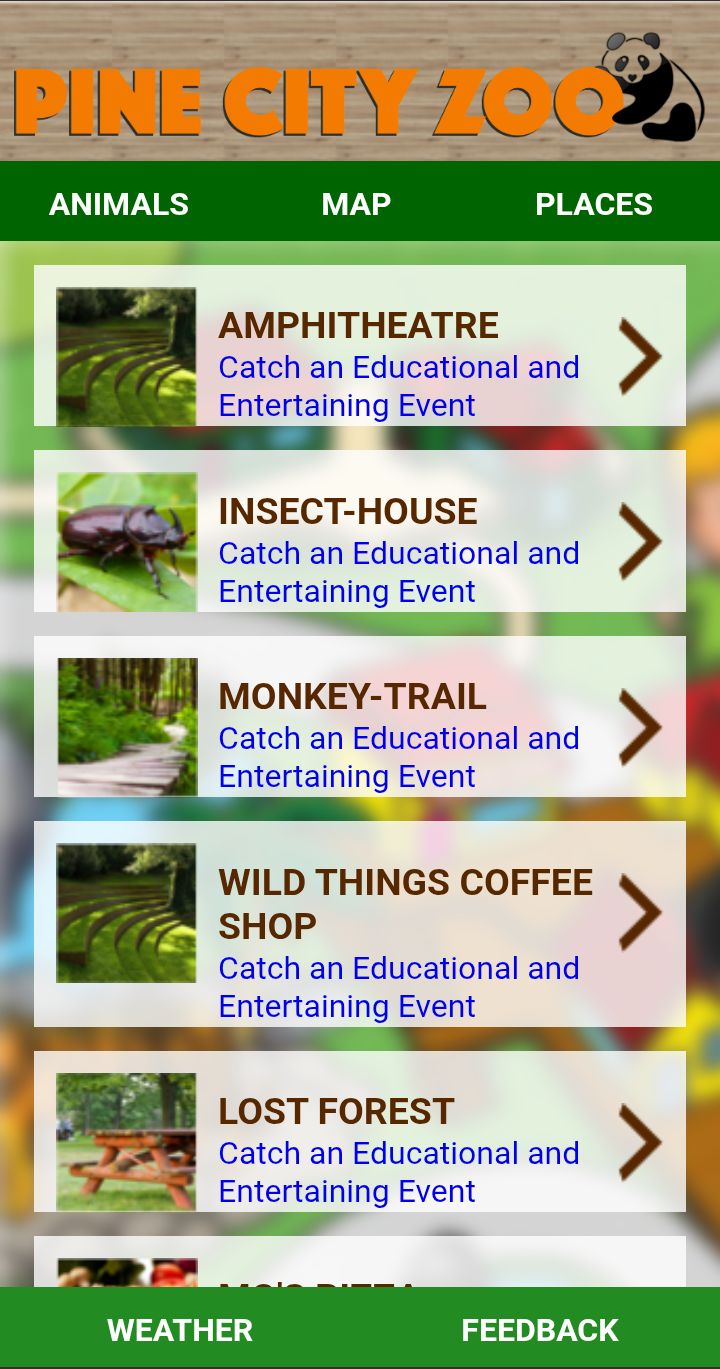 PINE CITY ZOO
ANIMALS MAP PLACES
AMPHITHEATRE
Catch an Educational and
Entertaining Event
INSECT-HOUSE
Catch an Educational and
Entertaining Event
MONKEY-TRAIL
Catch an Educational and
Entertaining Event
WILD THINGS COFFEE
SHOP
Catch an Educational and
Entertaining Event
LOST FOREST
Catch an Educational and
Entertaining Event
WEATHER FEEDBACK